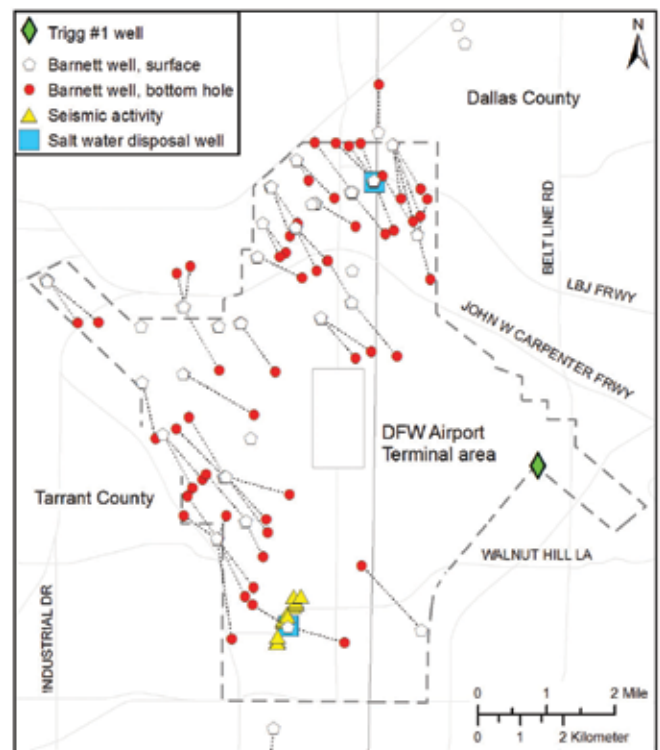 Trigg #1 well
Barnett well, surface
Barnett well, bottom hole
Seismic activity
Salt water disposal well
N
Dallas County
BELT LINE RD
LBJ FRWY
JOHN W CARPENTER FRWY
DFW Airport
Terminal area
Tarrant County
WALNUT HILL LA
INDUSTRIAL DR
0 1 2 Mile
0 1 2 Kilometer